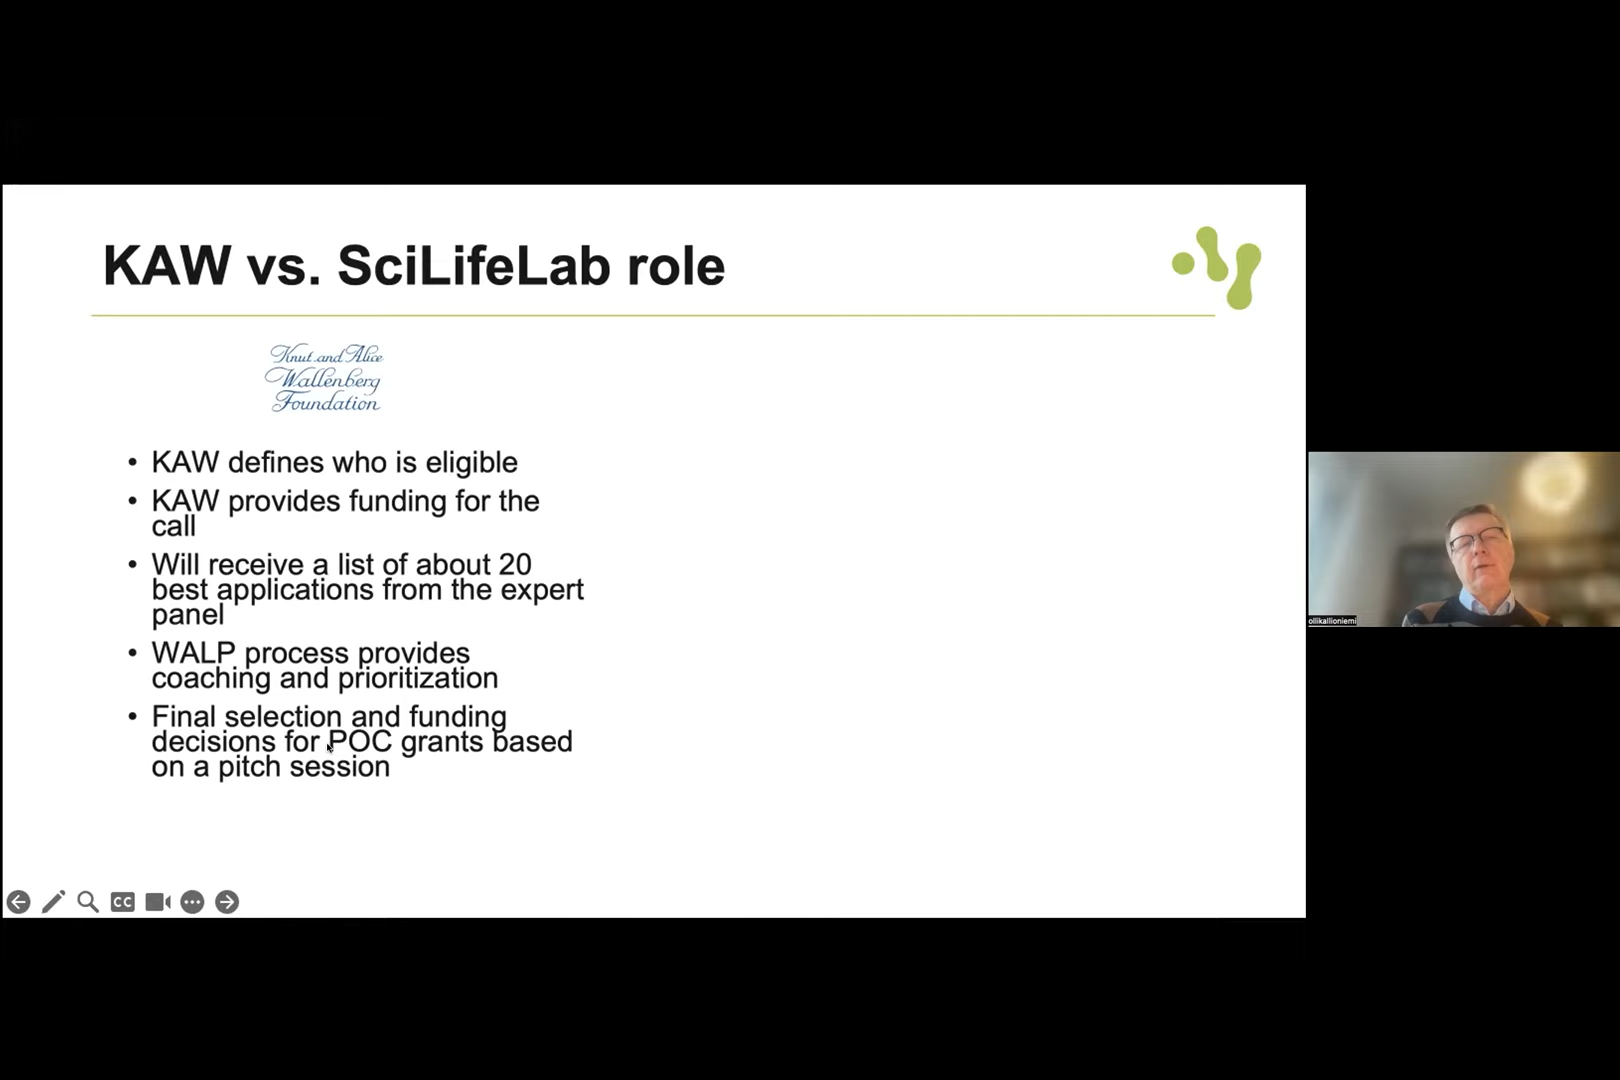 KAW vs. SciLifeLab role
Knut and Alice
Wallenberg
Foundation
• KAW defines who is eligible
• KAW provides funding for the
call
• Will receive a list of about 20
best applications from the expert
panel
• WALP process provides
coaching and prioritization
• Final selection and funding
decisions for POC grants based
on a pitch session
CC
ollikallioniemi